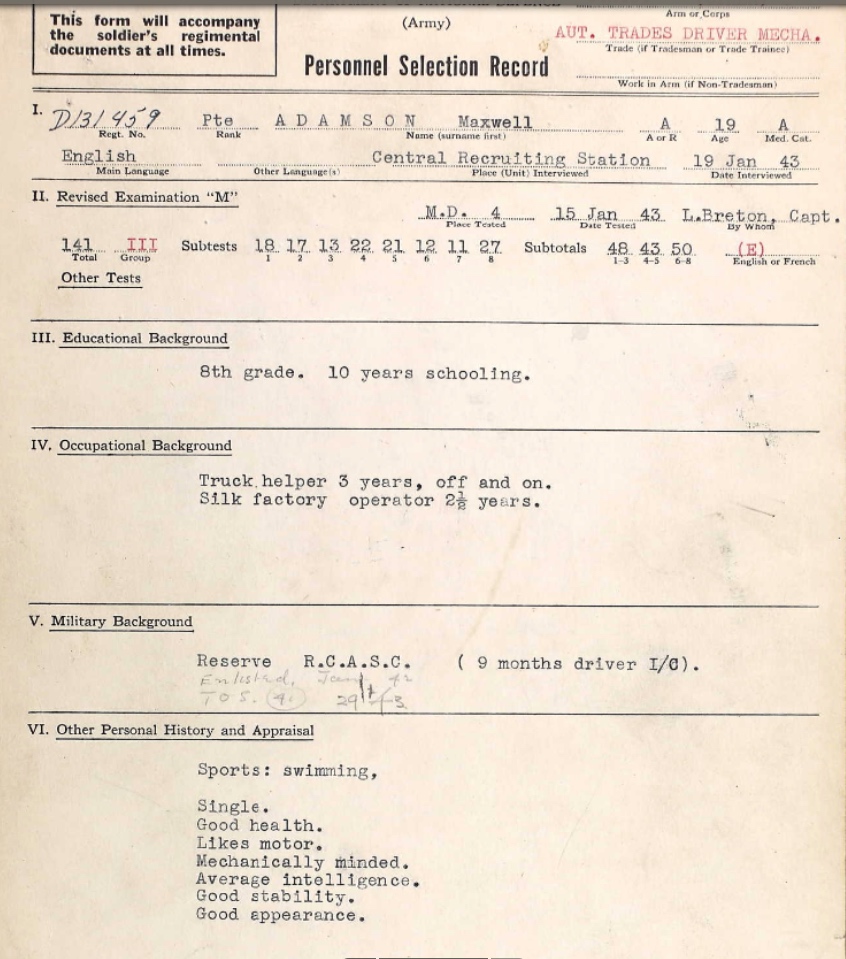 This form will accompany
the soldier's regimental
documents at all times.
(Army)
Personnel Selection Record
Arm or Corps
AUT. TRADES DRIVER MECHA.
Trade (if Tradesman or Trade Trainee)
Work in Arm (if Non-Tradesman)
I. D131459 Pte ADAMSON Maxwell A 19 A
Regt. No. Rank Name (surname first) A or R Age Med. Cat.
English Central Recruiting Station 19 Jan 43
Main Language Other Language(s) Place (Unit) Interviewed Date Interviewed
II. Revised Examination "M"
M.D. 4 15 Jan 43 L.Breton, Capt.
Place Tested Date Tested By Whom
141 III Subtests 18 17 13 22 21 12 11 27 Subtotals 48 43 50 (E)
Total Group 1 2 3 4 5 6 7 8 1-3 4-5 6-8 English or French
Other Tests
III. Educational Background
8th grade. 10 years schooling.
IV. Occupational Background
Truck helper 3 years, off and on.
Silk factory operator 2½ years.
V. Military Background
Reserve R.C.A.S.C. ( 9 months driver I/C).
Enlisted. Jan 42
TOS.
VI. Other Personal History and Appraisal
Sports: swimming,
Single.
Good health.
Likes motor.
Mechanically minded.
Average intelligence.
Good stability.
Good appearance.